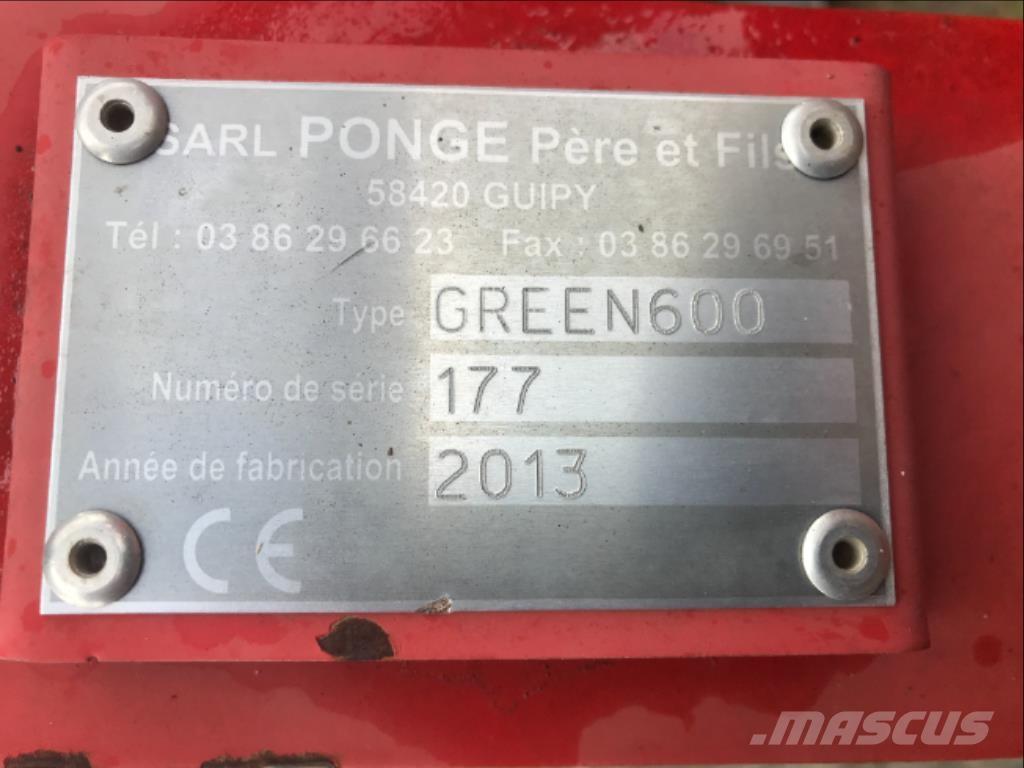 SARL PONGE Père et Fils
58420 GUIPY
Tél : 03 86 29 66 23 Fax : 03 86 29 69 51
Type GREEN600
Numéro de série 177
Année de fabrication 2013
CE
MASCUS